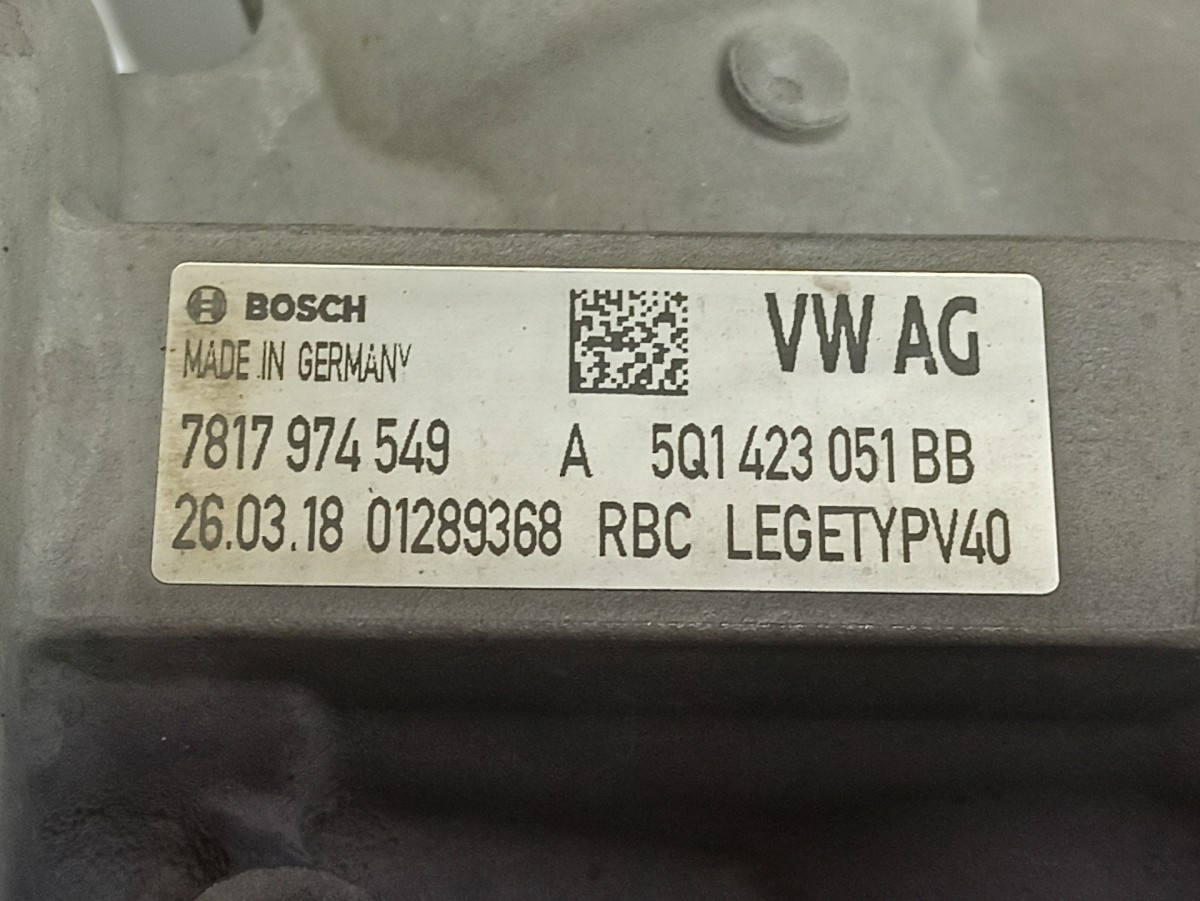 BOSCH
MADE IN GERMANY
VW AG
7817 974 549 A 5Q1 423 051 BB
26.03.18 01289368 RBC LEGETYPV40